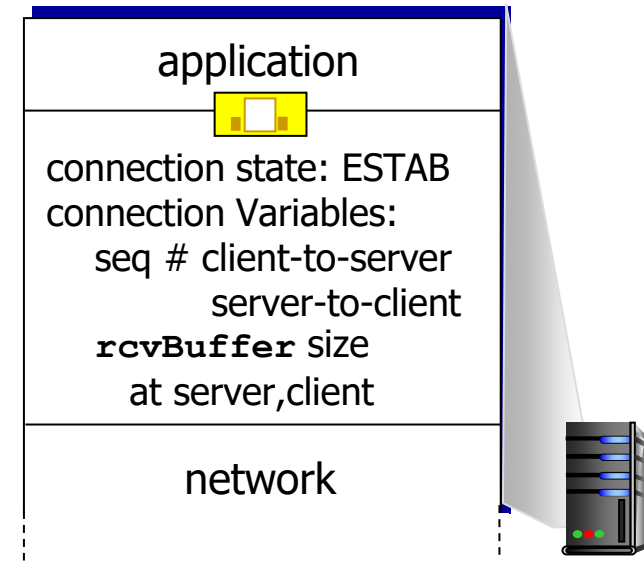 application
connection state: ESTAB
connection Variables:
seq # client-to-server
server-to-client
rcvBuffer size
at server,client
network